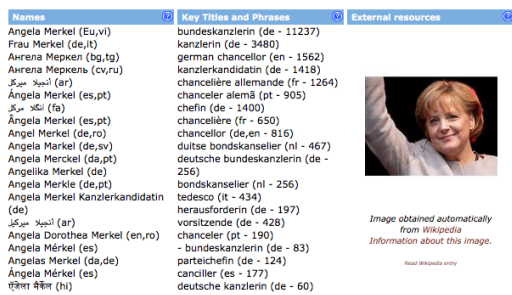 Names
Angela Merkel (Eu,vi)
Frau Merkel (de,it)
Ангела Меркел (bg,tg)
Ангела Меркель (cv,ru)
أنجيلا ميركل (ar)
Ángela Merkel (es,pt)
آنگلا مرکل (fa)
Ângela Merkel (es,pt)
Angel Merkel (de,ro)
Angela Markel (de,sv)
Angela Merckel (da,pt)
Angelika Merkel (de)
Angela Merkle (de,pt)
Angela Merkel Kanzlerkandidatin
(de)
أنجيلا ميركيل (ar)
Angela Dorothea Merkel (en,ro)
Angela Mérkel (es)
Angelas Merkel (da,de)
Ángela Mérkel (es)
(hi)
Key Titles and Phrases
bundeskanzlerin (de - 11237)
kanzlerin (de - 3480)
german chancellor (en - 1562)
kanzlerkandidatin (de - 1418)
chancelière allemande (fr - 1264)
chanceler alemã (pt - 905)
chefin (de - 1400)
chancelière (fr - 650)
chancellor (de,en - 816)
duitse bondskanselier (nl - 467)
deutsche bundeskanzlerin (de -
256)
bondskanselier (nl - 256)
tedesco (it - 434)
herausforderin (de - 197)
vorsitzende (de - 428)
chanceler (pt - 190)
- bundeskanzlerin (de - 83)
parteichefin (de - 124)
canciller (es - 177)
deutsche kanzlerin (de - 60)
External resources
Image obtained automatically
from Wikipedia
Information about this image.
Read Wikipedia entry